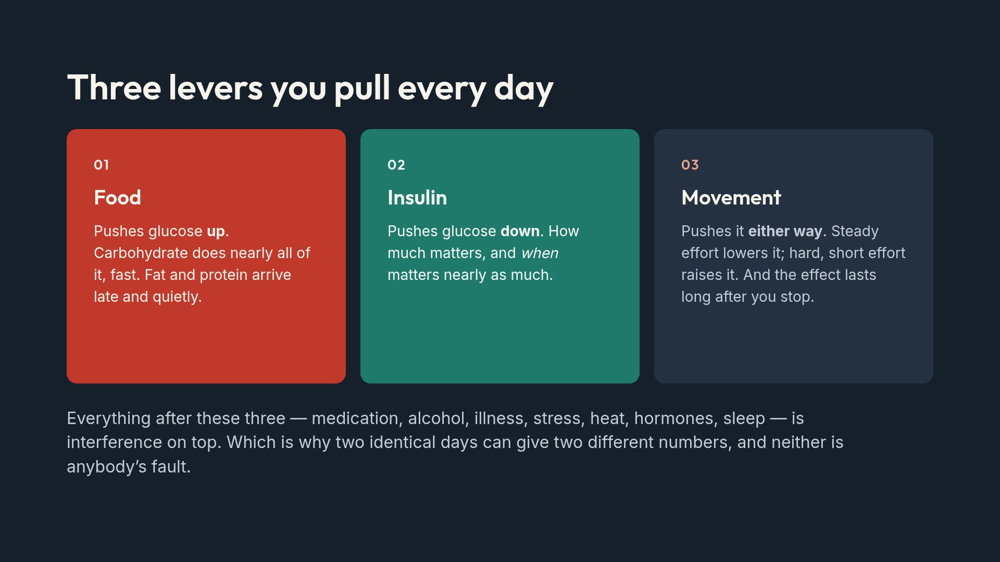 Three levers you pull every day
01
Food
Pushes glucose up.
Carbohydrate does nearly all of
it, fast. Fat and protein arrive
late and quietly.
02
Insulin
Pushes glucose down. How
much matters, and when
matters nearly as much.
03
Movement
Pushes it either way. Steady
effort lowers it; hard, short effort
raises it. And the effect lasts
long after you stop.
Everything after these three — medication, alcohol, illness, stress, heat, hormones, sleep — is
interference on top. Which is why two identical days can give two different numbers, and neither is
anybody’s fault.